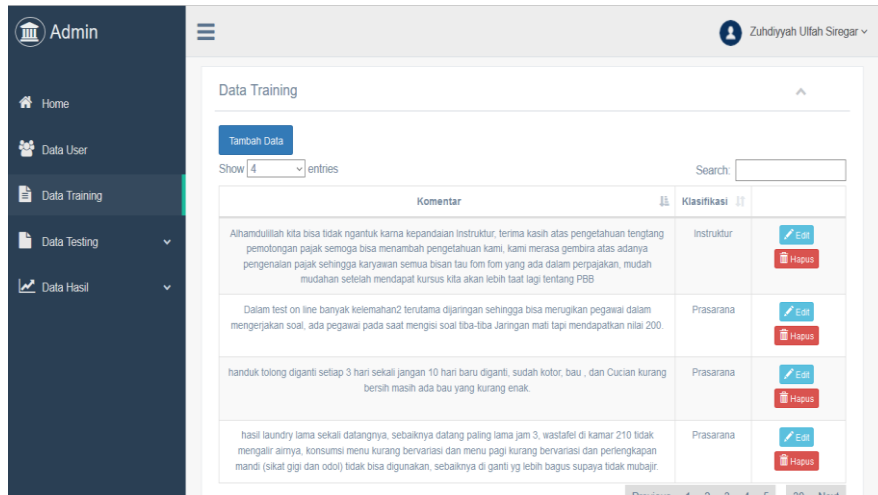 Admin
Zuhdiyyah Ulfah Siregar
Home
Data User
Data Training
Data Testing
Data Hasil
Data Training
Tambah Data
Show 4 entries
Search:
Komentar Klasifikasi
Alhamdulillah kita bisa tidak ngantuk karna kepandaian instruktur, terima kasih atas pengetahuan tengtang
pemotongan pajak semoga bisa menambah pengetahuan kami, kami merasa gembira atas adanya
pengenalan pajak sehingga karyawan semua bisan tau fom fom yang ada dalam perpajakan, mudah
mudahan setelah mendapat kursus kita akan lebih taat lagi tentang PBB
Instruktur
Edit
Hapus
Dalam test on line banyak kelemahan2 terutama dijaringan sehingga bisa merugikan pegawai dalam
mengerjakan soal, ada pegawai pada saat mengisi soal tiba-tiba Jaringan mati tapi mendapatkan nilai 200.
Prasarana
Edit
Hapus
handuk tolong diganti setiap 3 hari sekali jangan 10 hari baru diganti, sudah kotor, bau , dan Cucian kurang
bersih masih ada bau yang kurang enak.
Prasarana
Edit
Hapus
hasil laundry lama sekali datangnya, sebaiknya datang paling lama jam 3, wastafel di kamar 210 tidak
mengalir airnya, konsumsi menu kurang bervariasi dan menu pagi kurang bervariasi dan perlengkapan
mandi (sikat gigi dan odol) tidak bisa digunakan, sebaiknya di ganti yg lebih bagus supaya tidak mubajir.
Prasarana
Edit
Hapus
Previous 1 2 3 4 5 Next